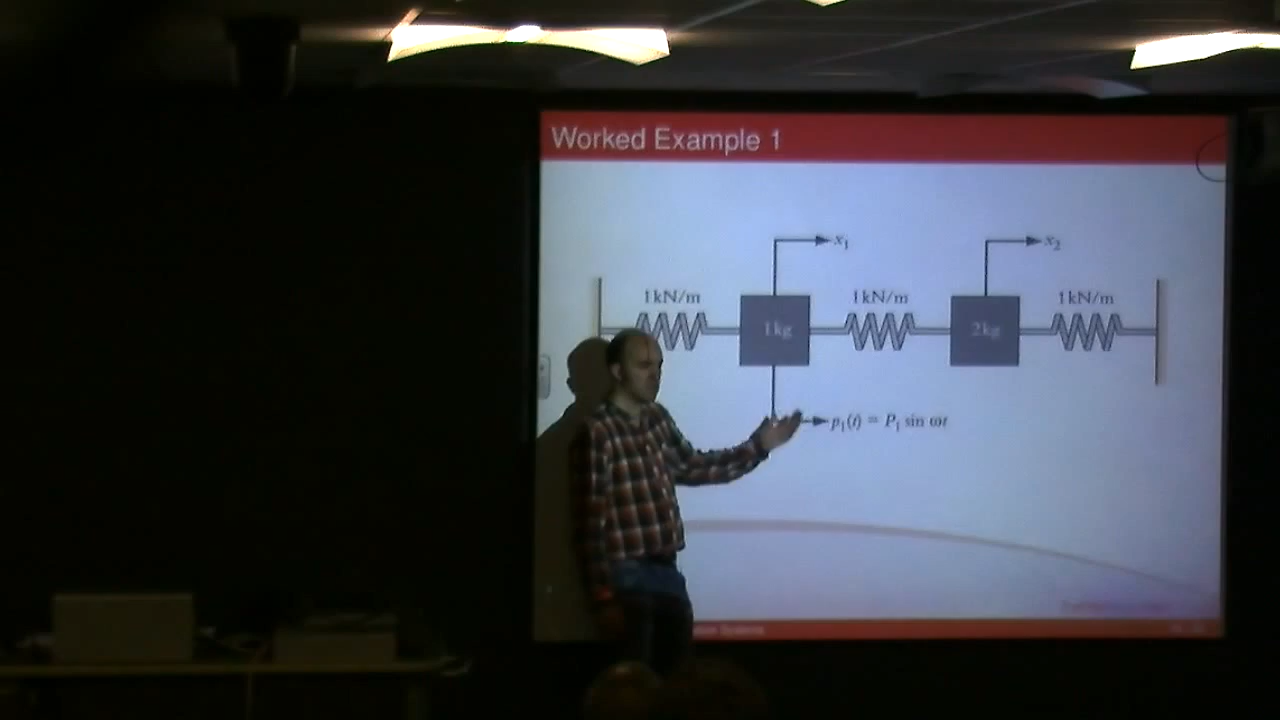 Worked Example 1
x₁
x₂
1kN/m
1kN/m
1kN/m
1kg
2kg
p₁(t) = P₁ sin ωt